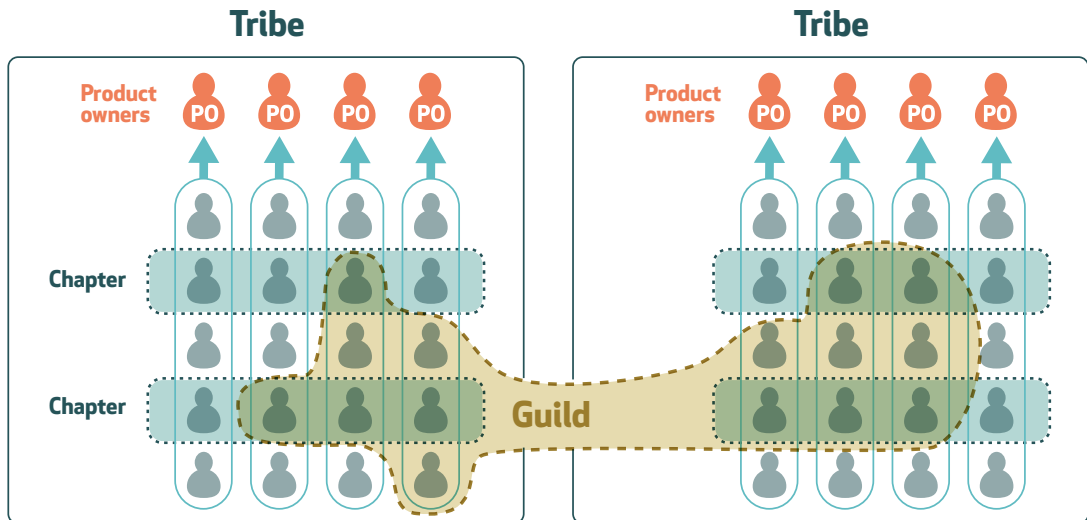 Tribe
Tribe
Product
owners
PO
PO
PO
PO
Product
owners
PO
PO
PO
PO
Chapter
Chapter
Guild